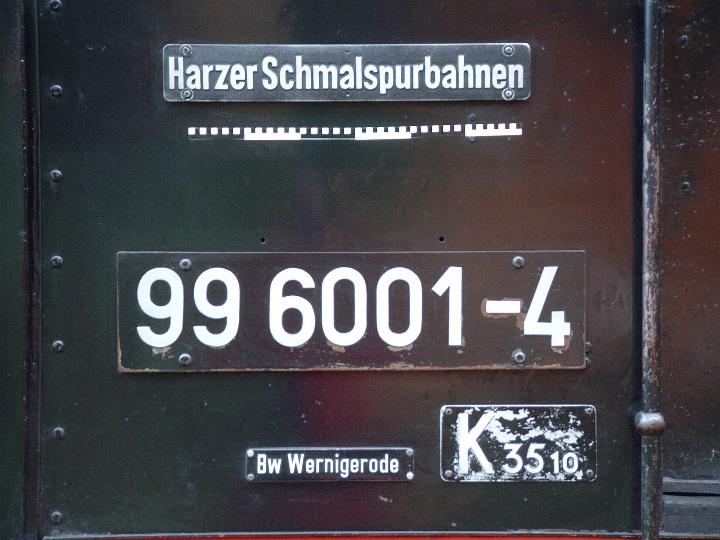 Harzer Schmalspurbahnen
99 6001-4
Bw Wernigerode
K 35 10